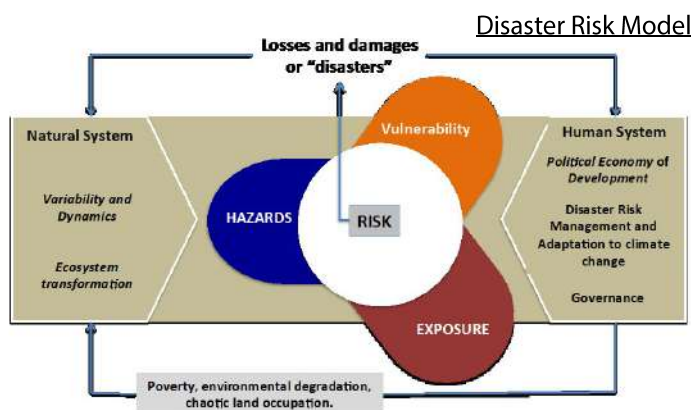 Disaster Risk Model
Losses and damages
or “disasters”
Natural System
Variability and
Dynamics
Ecosystem
transformation
HAZARDS
Vulnerability
RISK
EXPOSURE
Human System
Political Economy of
Development
Disaster Risk
Management and
Adaptation to climate
change
Governance
Poverty, environmental degradation,
chaotic land occupation.